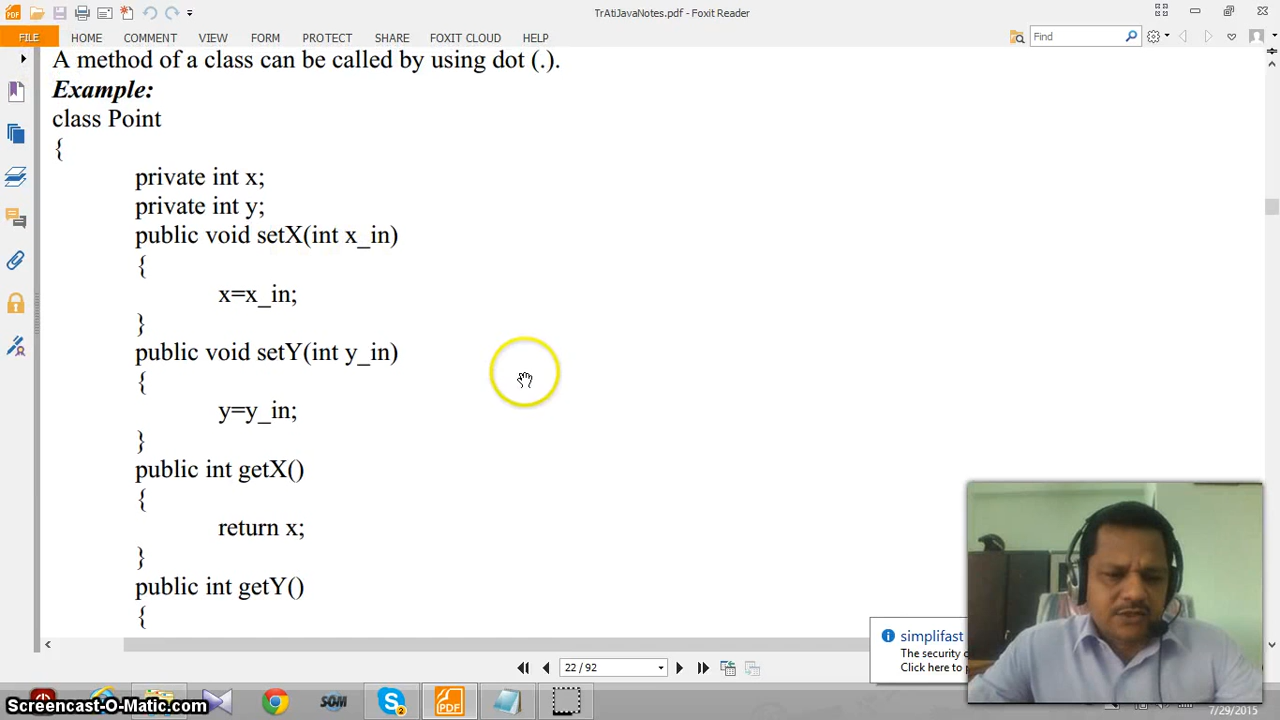 TrAtiJavaNotes.pdf - Foxit Reader
FILE HOME COMMENT VIEW FORM PROTECT SHARE FOXIT CLOUD HELP Find
A method of a class can be called by using dot (.).
Example:
class Point
{
private int x;
private int y;
public void setX(int x_in)
{
x=x_in;
}
public void setY(int y_in)
{
y=y_in;
}
public int getX()
{
return x;
}
public int getY()
{
simplifast
The security
Click here to
22 / 92
SOM
PDF
Screencast-O-Matic.com
7/29/2015